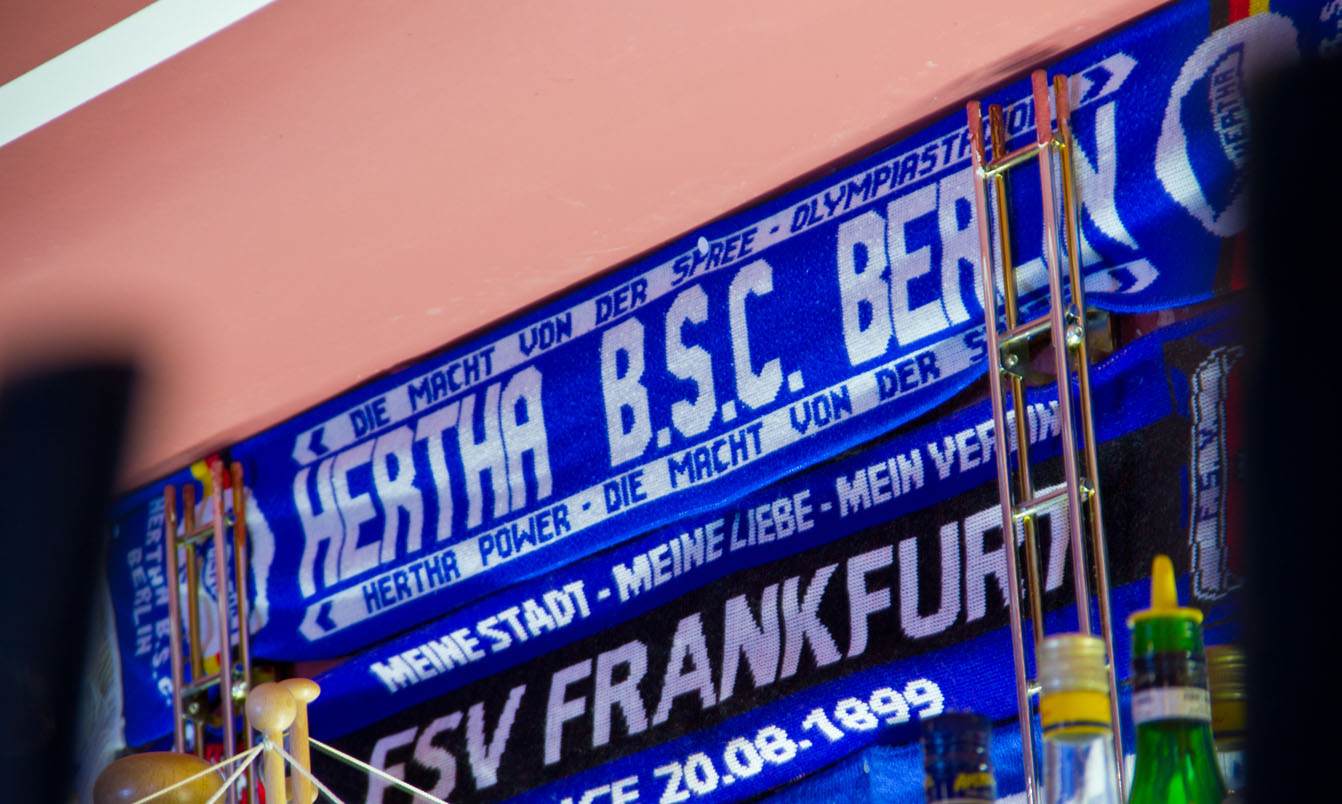 DIE MACHT VON DER SPREE - OLYMPIASTADION
HERTHA B.S.C. BERLIN
HERTHA POWER - DIE MACHT VON DER
HERTHA B.S.C.
BERLIN
HERTHA
MEINE STADT - MEINE LIEBE - MEIN VEREIN
FSV FRANKFURT
20.08.1899